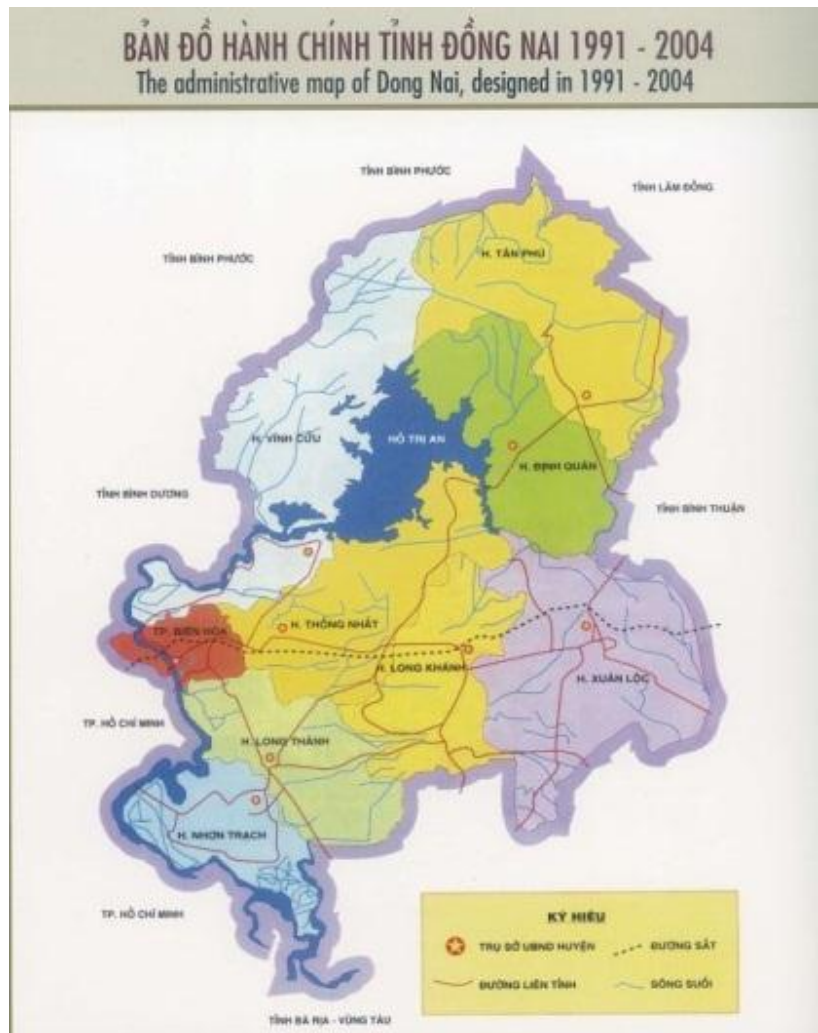 BẢN ĐỒ HÀNH CHÍNH TỈNH ĐỒNG NAI 1991 - 2004
The administrative map of Dong Nai, designed in 1991 - 2004
TỈNH BÌNH PHƯỚC
TỈNH LÂM ĐỒNG
TỈNH BÌNH PHƯỚC
H. TÂN PHÚ
H. VĨNH CỬU
HỒ TRỊ AN
H. ĐỊNH QUÁN
TỈNH BÌNH DƯƠNG
TỈNH BÌNH THUẬN
TP. BIÊN HÒA
H. THỐNG NHẤT
H. LONG KHÁNH
H. XUÂN LỘC
TP. HỒ CHÍ MINH
H. LONG THÀNH
H. NHƠN TRẠCH
TP. HỒ CHÍ MINH
KÝ HIỆU
TRỤ SỞ UBND HUYỆN
ĐƯỜNG SẮT
ĐƯỜNG LIÊN TỈNH
SÔNG SUỐI
TỈNH BÀ RỊA - VŨNG TÀU